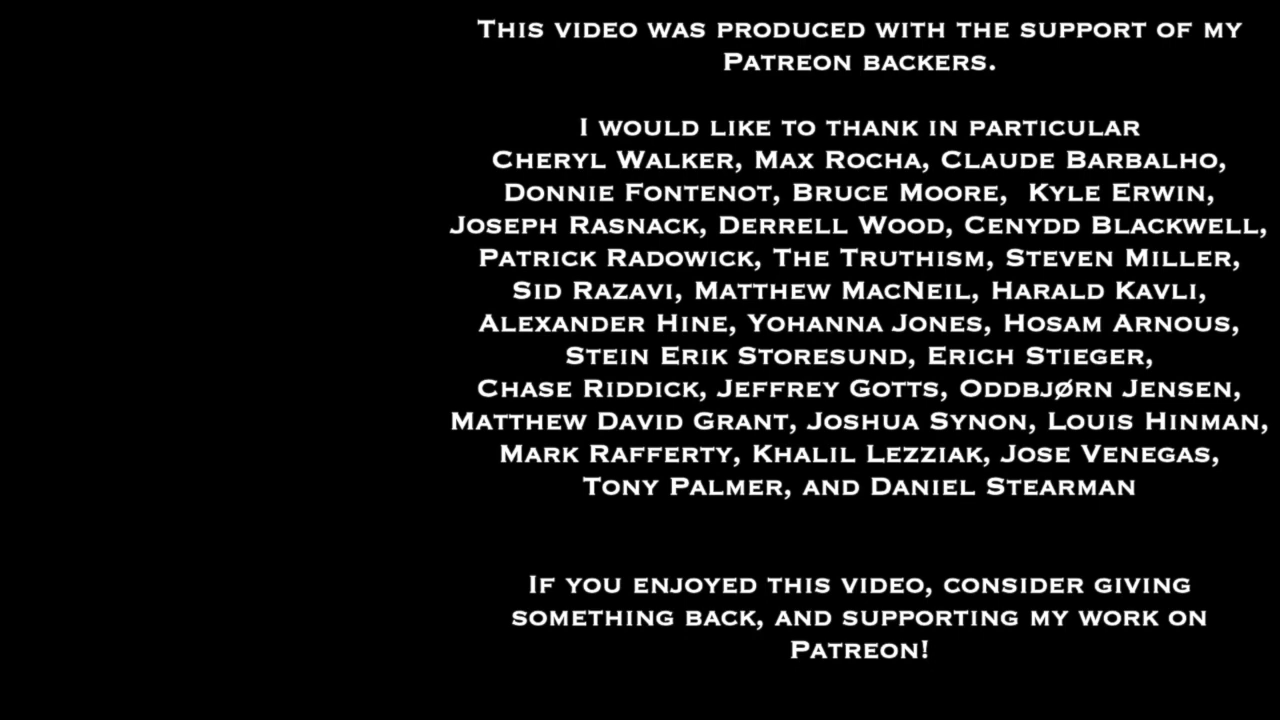 This video was produced with the support of my
Patreon backers.
I would like to thank in particular
Cheryl Walker, Max Rocha, Claude Barbalho,
Donnie Fontenot, Bruce Moore,  Kyle Erwin,
Joseph Rasnack, Derrell Wood, Cenydd Blackwell,
Patrick Radowick, The Truthism, Steven Miller,
Sid Razavi, Matthew MacNeil, Harald Kavli,
Alexander Hine, Yohanna Jones, Hosam Arnous,
Stein Erik Storesund, Erich Stieger,
Chase Riddick, Jeffrey Gotts, Oddbjørn Jensen,
Matthew David Grant, Joshua Synon, Louis Hinman,
Mark Rafferty, Khalil Lezziak, Jose Venegas,
Tony Palmer, and Daniel Stearman
If you enjoyed this video, consider giving
something back, and supporting my work on
Patreon!